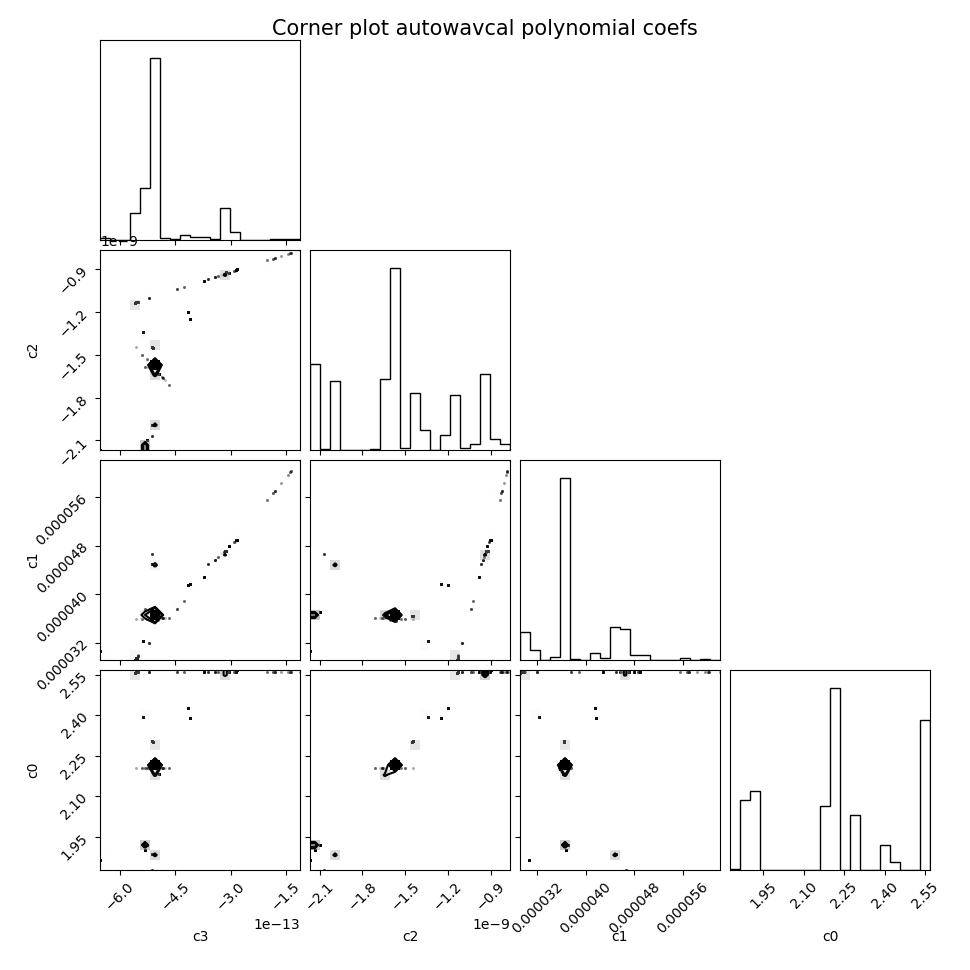 Corner plot autowavcal polynomial coefs
1e−9
−0.9
−1.2
−1.5
−1.8
−2.1
c2
0.000056
0.000048
0.000040
0.000032
c1
2.55
2.40
2.25
2.10
1.95
c0
−6.0 −4.5 −3.0 −1.5 −2.1 −1.8 −1.5 −1.2 −0.9 0.000032 0.000040 0.000048 0.000056 1.95 2.10 2.25 2.40 2.55
1e−13 1e−9
c3 c2 c1 c0